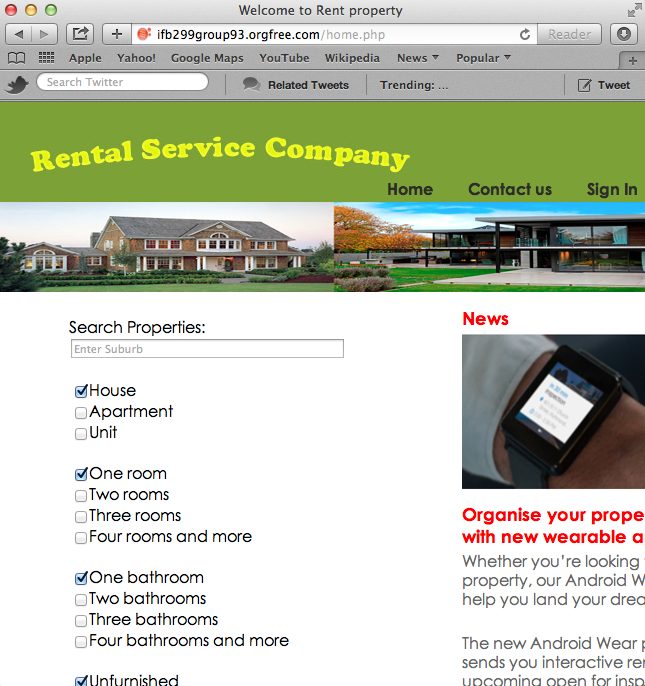 Welcome to Rent property
ifb299group93.orgfree.com/home.php
Reader
Apple Yahoo! Google Maps YouTube Wikipedia News Popular
Search Twitter
Related Tweets
Trending: ...
Tweet
Rental Service Company
Home Contact us Sign In
Search Properties:
Enter Suburb
House
Apartment
Unit
One room
Two rooms
Three rooms
Four rooms and more
One bathroom
Two bathrooms
Three bathrooms
Four bathrooms and more
Unfurnished
News
Inspection
Organise your prope
with new wearable a
Whether you're looking
property, our Android W
help you land your drea
The new Android Wear p
sends you interactive re
upcoming open for insp